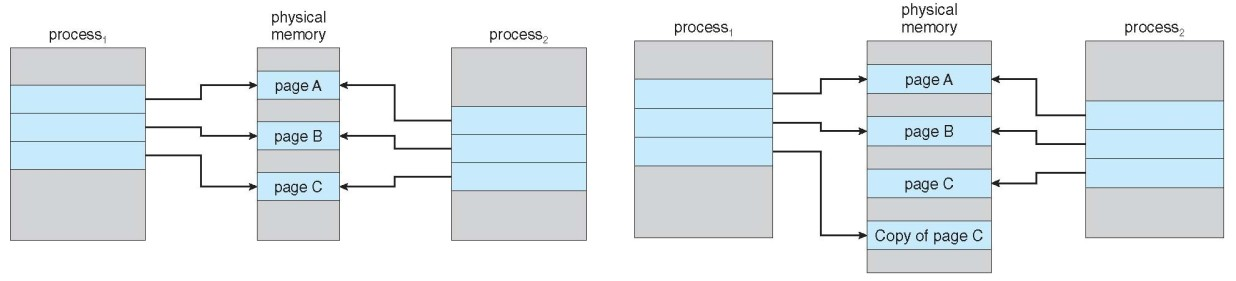 process₁
physical
memory
process₂
page A
page B
page C
process₁
physical
memory
process₂
page A
page B
page C
Copy of page C